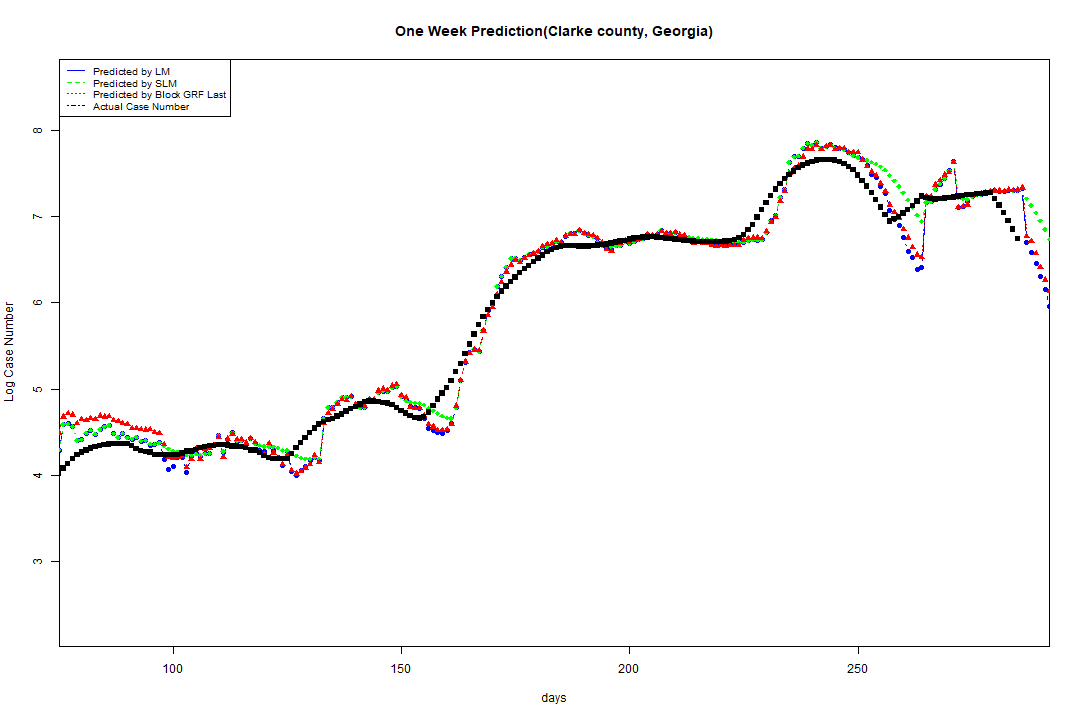 One Week Prediction(Clarke county, Georgia)
Predicted by LM
Predicted by SLM
Predicted by Block GRF Last
Actual Case Number
Log Case Number
8
7
6
5
4
3
100
150
200
250
days